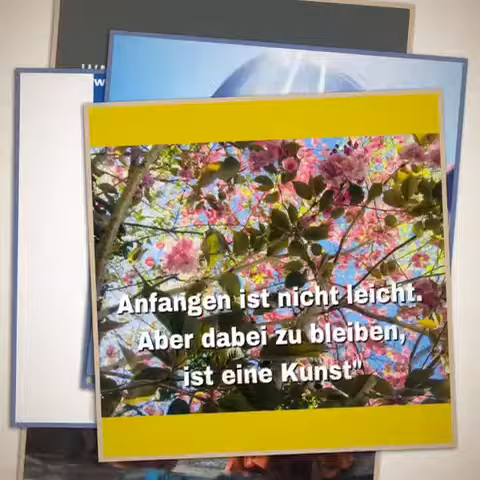 Anfangen ist nicht leicht.
Aber dabei zu bleiben,
ist eine Kunst"